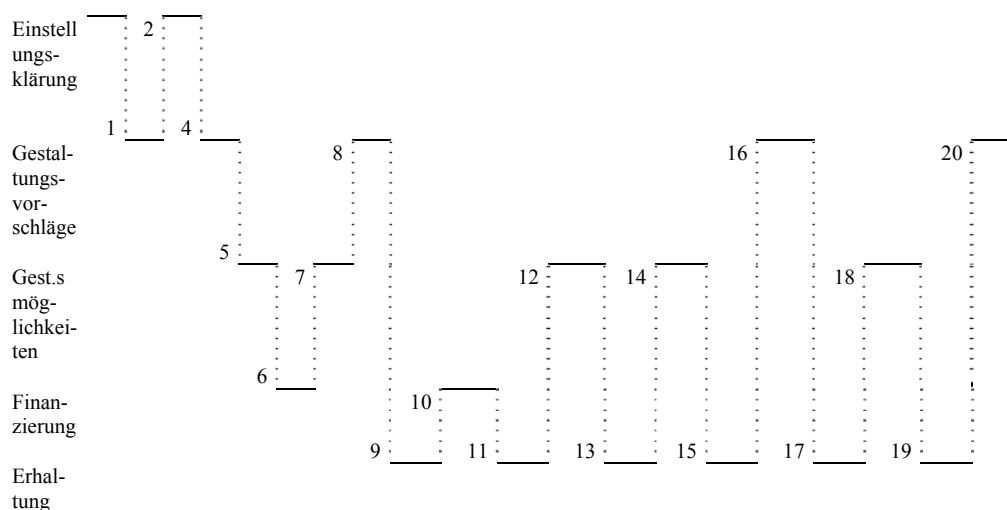 Einstell
ungs-
klärung
2
1
4
Gestal-
tungs-
vor-
schläge
8
16
20
5
Gest.s
mög-
lichkei-
ten
7
12
14
18
6
Finan-
zierung
10
9
11
13
15
17
19
Erhal-
tung